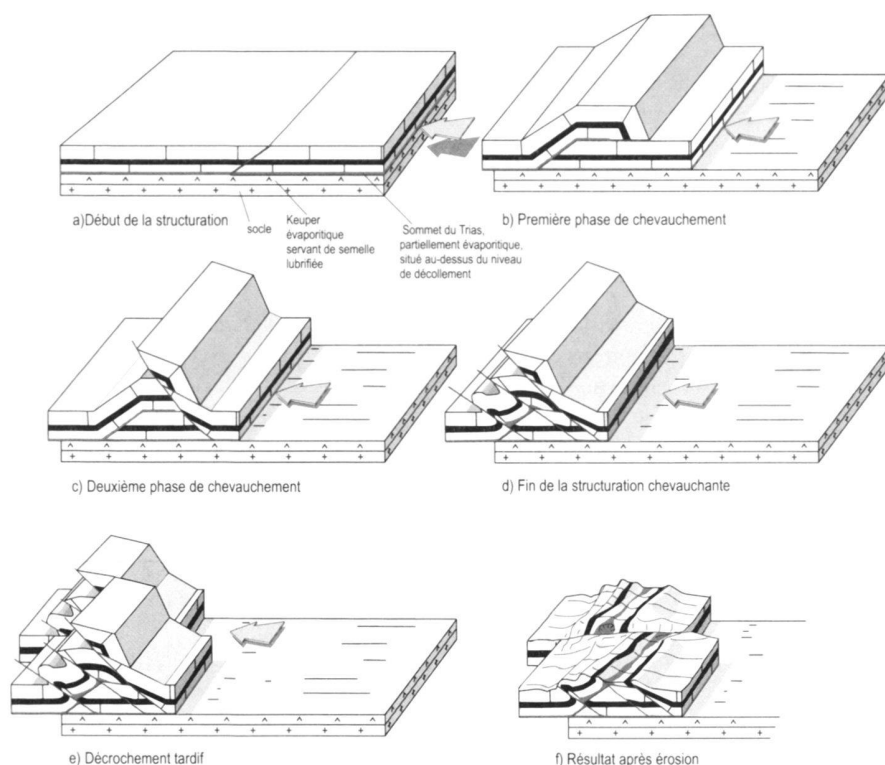 a)Début de la structuration
socle
Keuper
évaporitique
servant de semelle
lubrifiée
Sommet du Trias,
partiellement évaporitique,
situé au-dessus du niveau
de décollement
b) Première phase de chevauchement
c) Deuxième phase de chevauchement
d) Fin de la structuration chevauchante
e) Décrochement tardif
f) Résultat après érosion